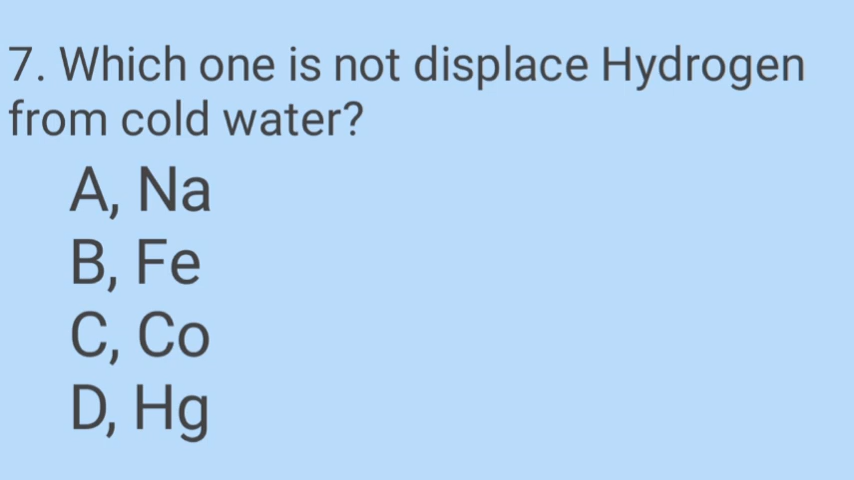 7. Which one is not displace Hydrogen
from cold water?
A, Na
B, Fe
C, Co
D, Hg